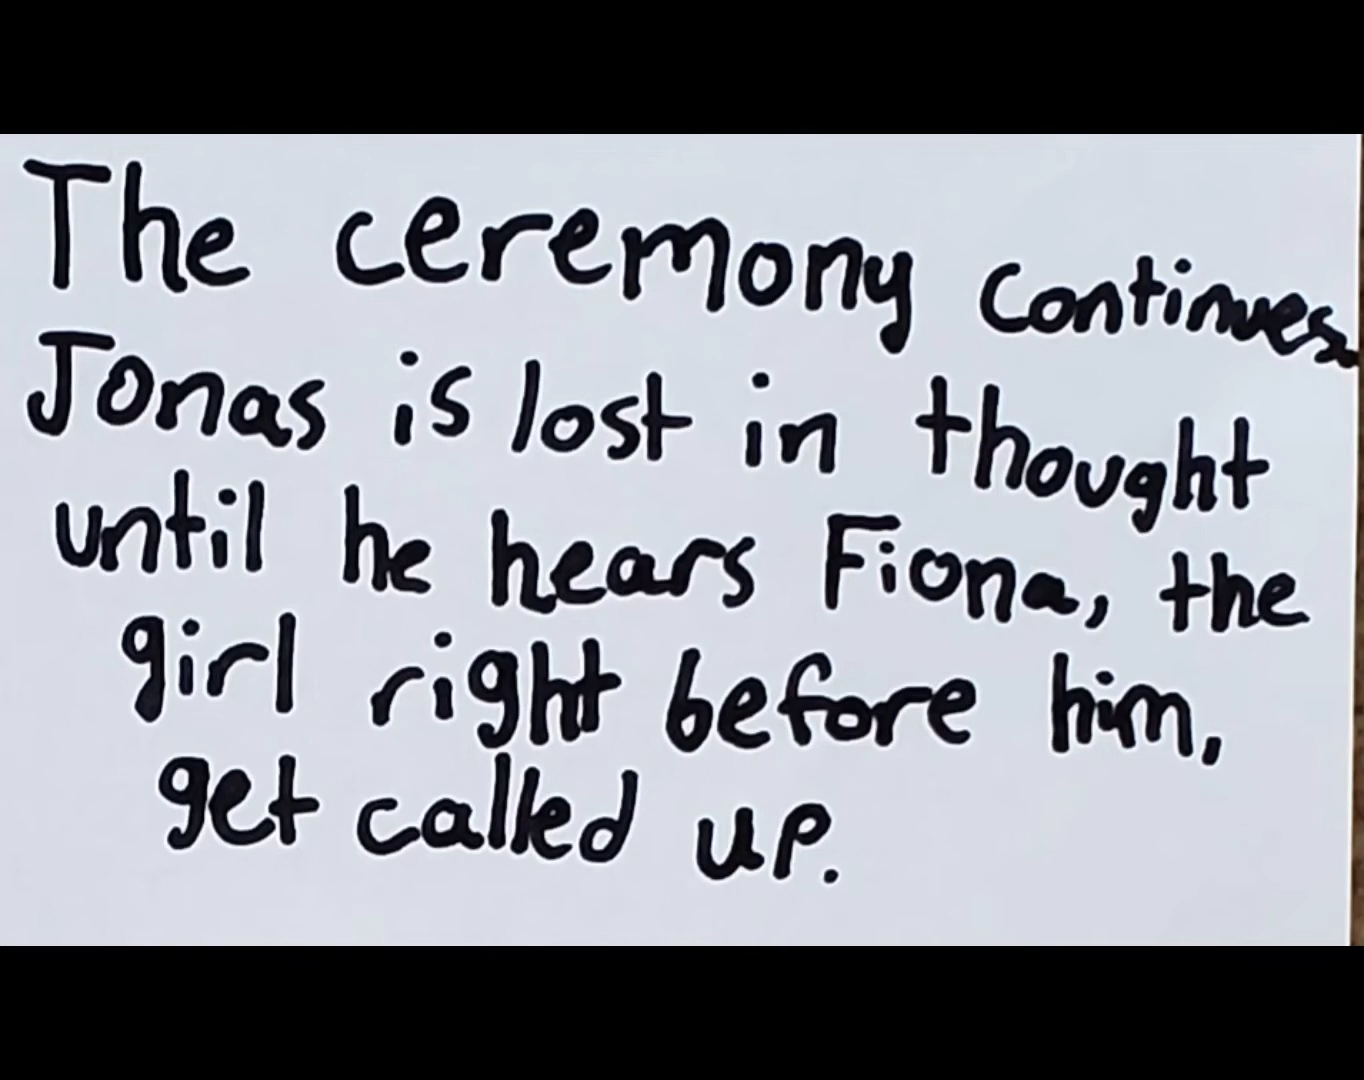 The ceremony continues.
Jonas is lost in thought
until he hears Fiona, the
girl right before him,
get called up.